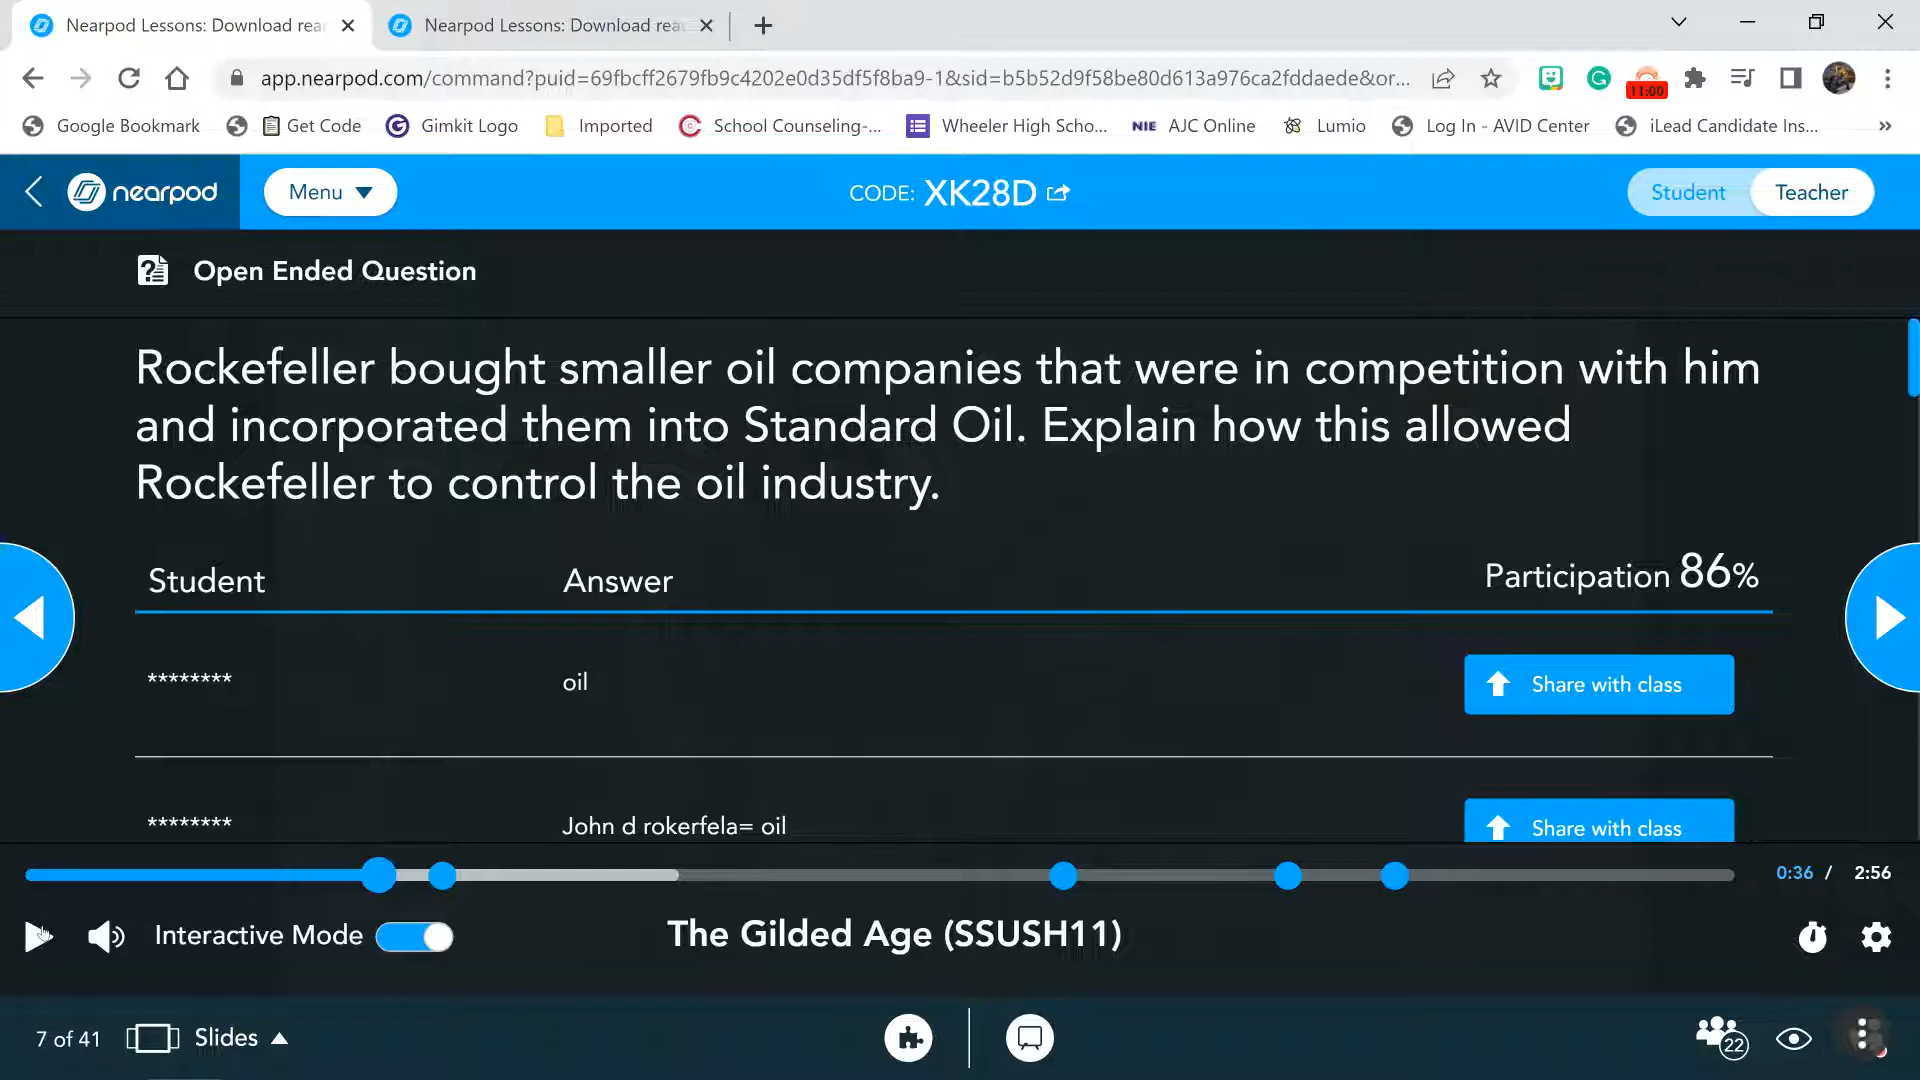 Nearpod Lessons: Download rea
Nearpod Lessons: Download rea
app.nearpod.com/command?puid=69fbcff2679fb9c4202e0d35df5f8ba9-1&sid=b5b52d9f58be80d613a976ca2fddaede&or...
11:00
Google Bookmark
Get Code
Gimkit Logo
Imported
School Counseling-...
Wheeler High Scho...
NIE AJC Online
Lumio
Log In - AVID Center
iLead Candidate Ins...
nearpod
Menu
CODE: XK28D
Student
Teacher
Open Ended Question
Rockefeller bought smaller oil companies that were in competition with him
and incorporated them into Standard Oil. Explain how this allowed
Rockefeller to control the oil industry.
Student
Answer
Participation 86%
********
oil
Share with class
********
John d rokerfela= oil
Share with class
0:36 / 2:56
Interactive Mode
The Gilded Age (SSUSH11)
7 of 41
Slides
22